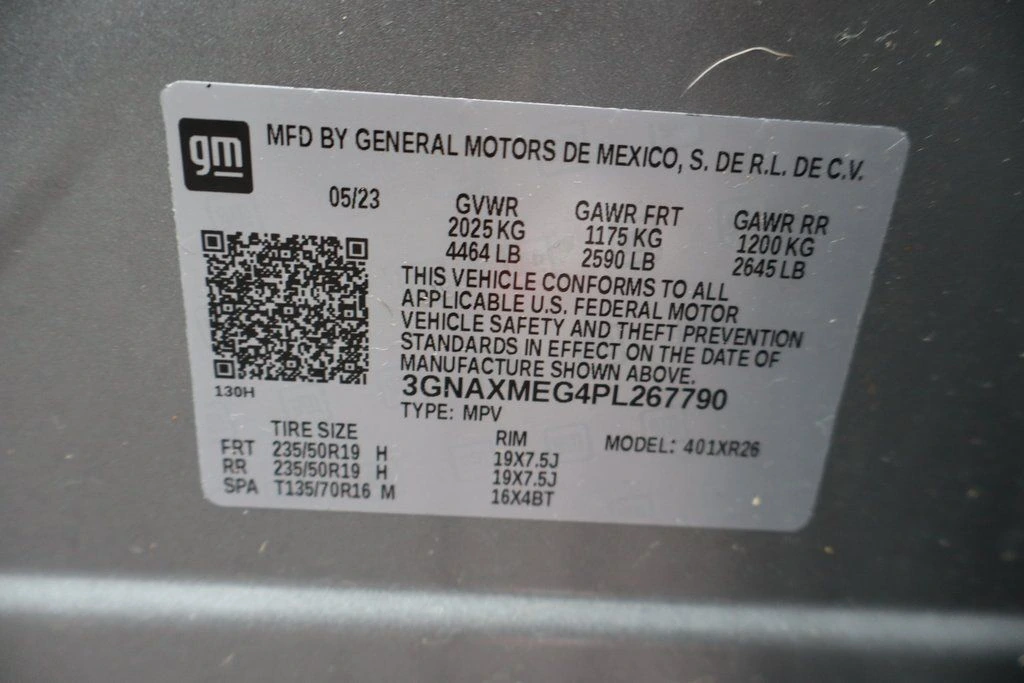 gm
MFD BY GENERAL MOTORS DE MEXICO, S. DE R.L. DE C.V.
05/23 GVWR GAWR FRT GAWR RR
2025 KG 1175 KG 1200 KG
4464 LB 2590 LB 2645 LB
THIS VEHICLE CONFORMS TO ALL
APPLICABLE U.S. FEDERAL MOTOR
VEHICLE SAFETY AND THEFT PREVENTION
STANDARDS IN EFFECT ON THE DATE OF
MANUFACTURE SHOWN ABOVE.
130H
3GNAXMEG4PL267790
TYPE: MPV
TIRE SIZE RIM MODEL: 401XR26
FRT 235/50R19 H 19X7.5J
RR 235/50R19 H 19X7.5J
SPA T135/70R16 M 16X4BT